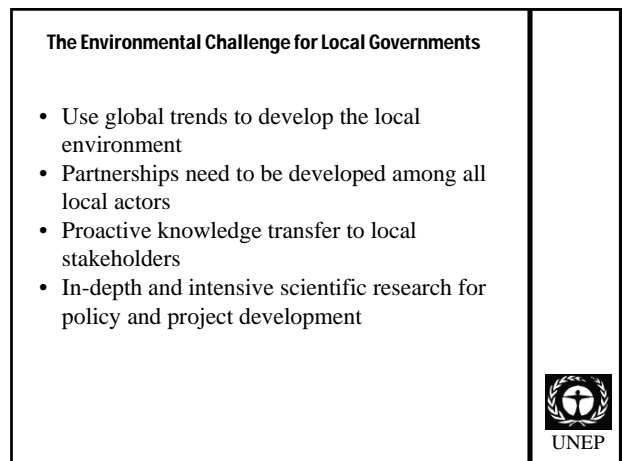 The Environmental Challenge for Local Governments
• Use global trends to develop the local
environment
• Partnerships need to be developed among all
local actors
• Proactive knowledge transfer to local
stakeholders
• In-depth and intensive scientific research for
policy and project development
UNEP